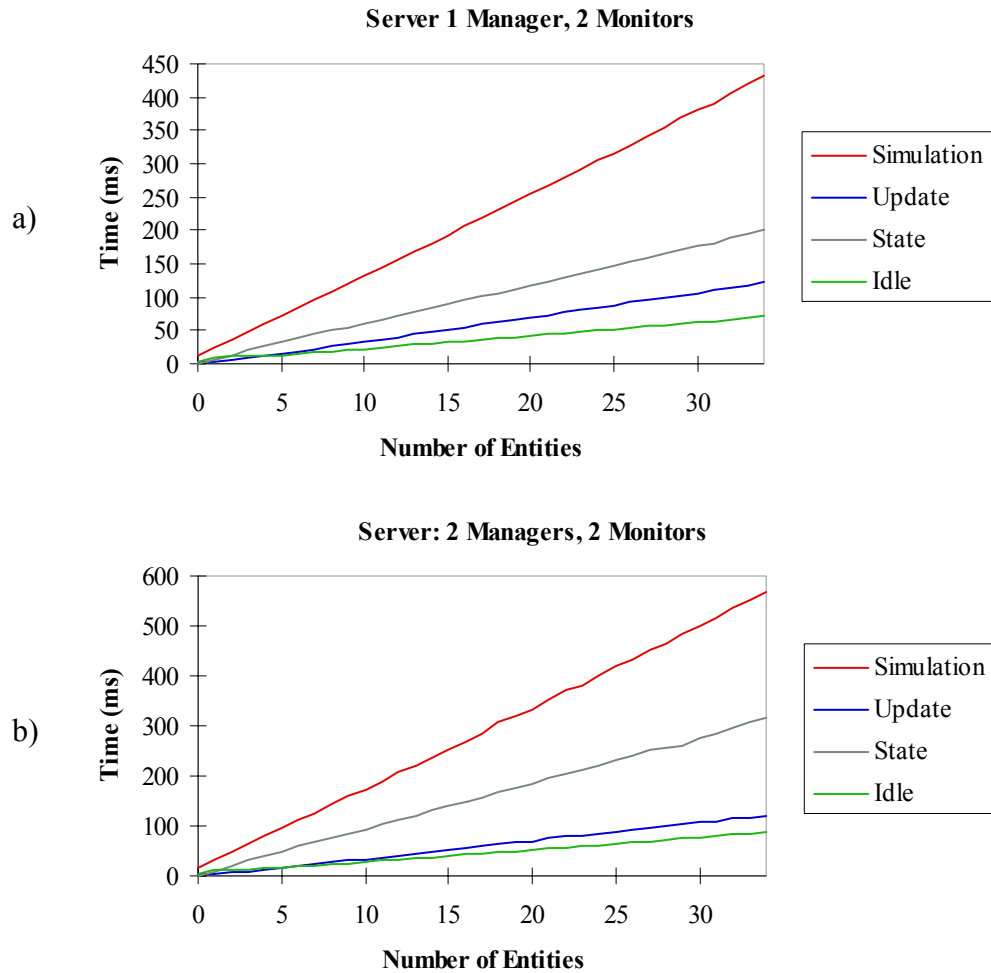 Server 1 Manager, 2 Monitors
a)
Time (ms)
450
400
350
300
250
200
150
100
50
0
0 5 10 15 20 25 30
Number of Entities
Simulation
Update
State
Idle
Server: 2 Managers, 2 Monitors
b)
Time (ms)
600
500
400
300
200
100
0
0 5 10 15 20 25 30
Number of Entities
Simulation
Update
State
Idle